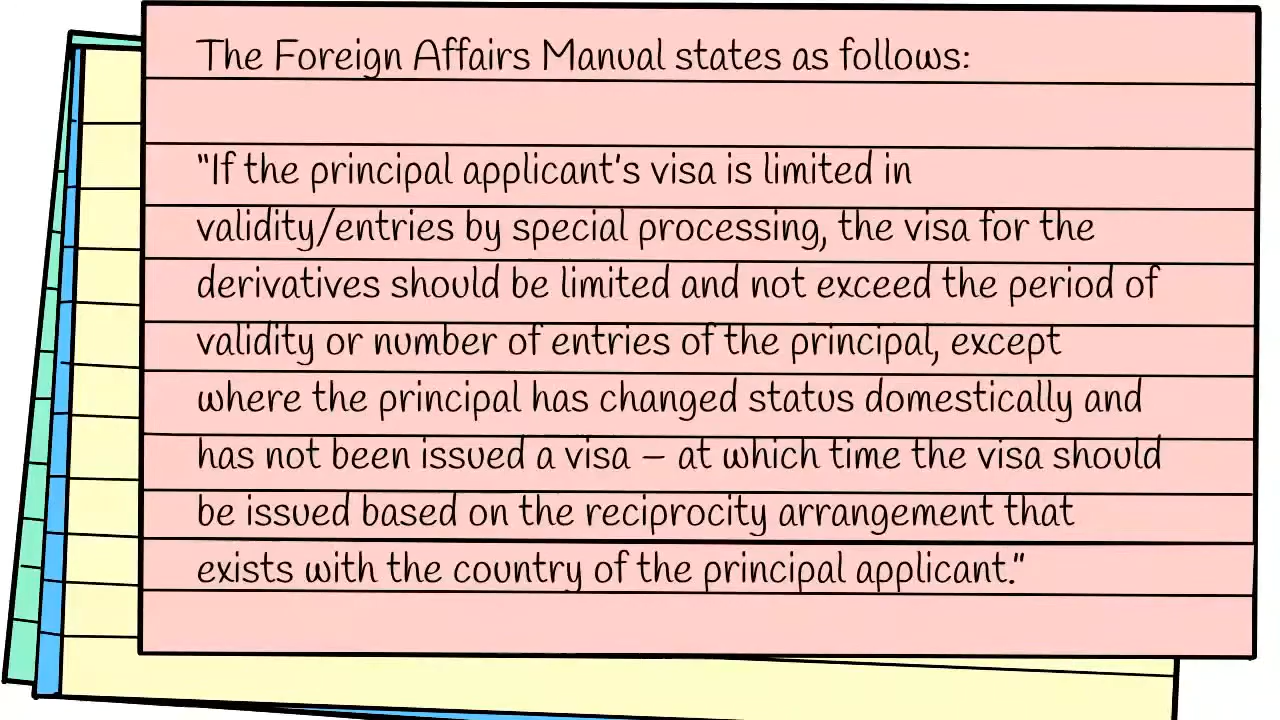 The Foreign Affairs Manual states as follows:
"If the principal applicant's visa is limited in
validity/entries by special processing, the visa for the
derivatives should be limited and not exceed the period of
validity or number of entries of the principal, except
where the principal has changed status domestically and
has not been issued a visa – at which time the visa should
be issued based on the reciprocity arrangement that
exists with the country of the principal applicant."